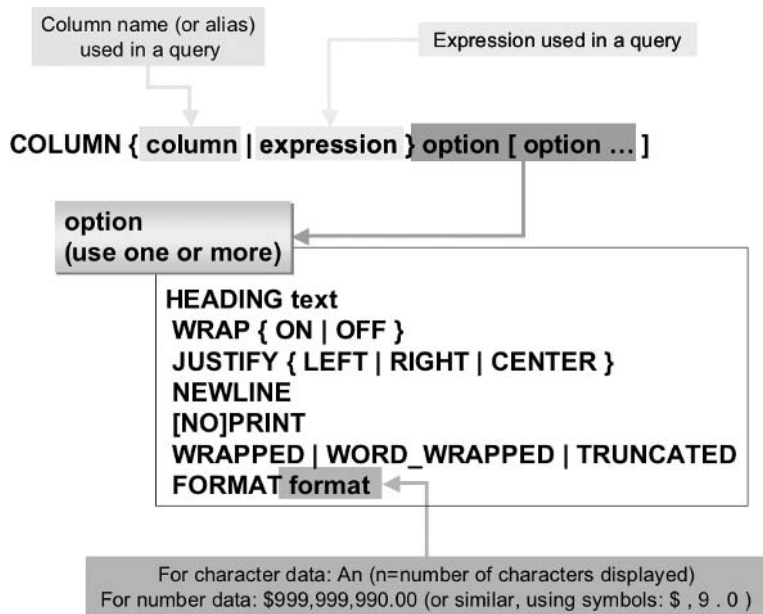 Column name (or alias)
used in a query
Expression used in a query
COLUMN { column | expression } option [ option … ]
option
(use one or more)
HEADING text
WRAP { ON | OFF }
JUSTIFY { LEFT | RIGHT | CENTER }
NEWLINE
[NO]PRINT
WRAPPED | WORD_WRAPPED | TRUNCATED
FORMAT format
For character data: An (n=number of characters displayed)
For number data: $999,999,990.00 (or similar, using symbols: $ , 9 . 0 )